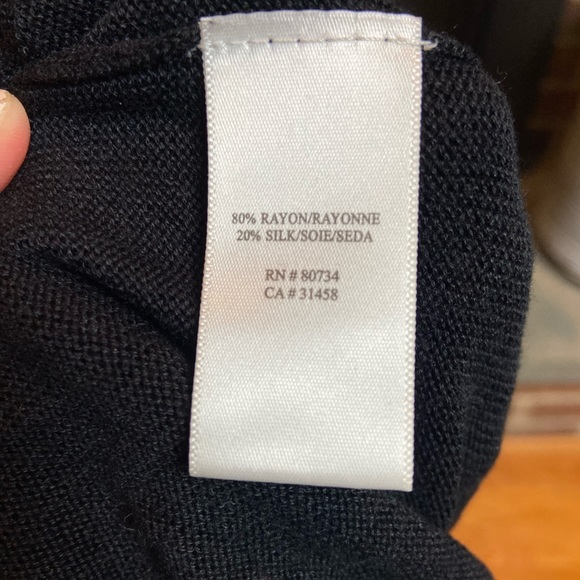 80% RAYON/RAYONNE
20% SILK/SOIE/SEDA
RN # 80734
CA # 31458